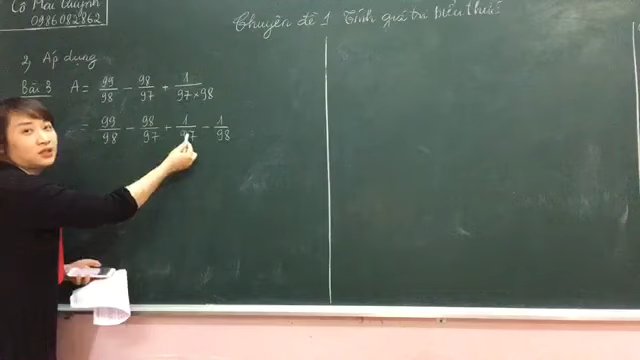 Cô Mai Quỳnh
0986082862
Chuyên đề 1 Tính giá trị biểu thức
2, Áp dụng
Bài 3 A = 99/98 - 98/97 + 1/97×98
= 99/98 - 98/97 + 1/97 - 1/98